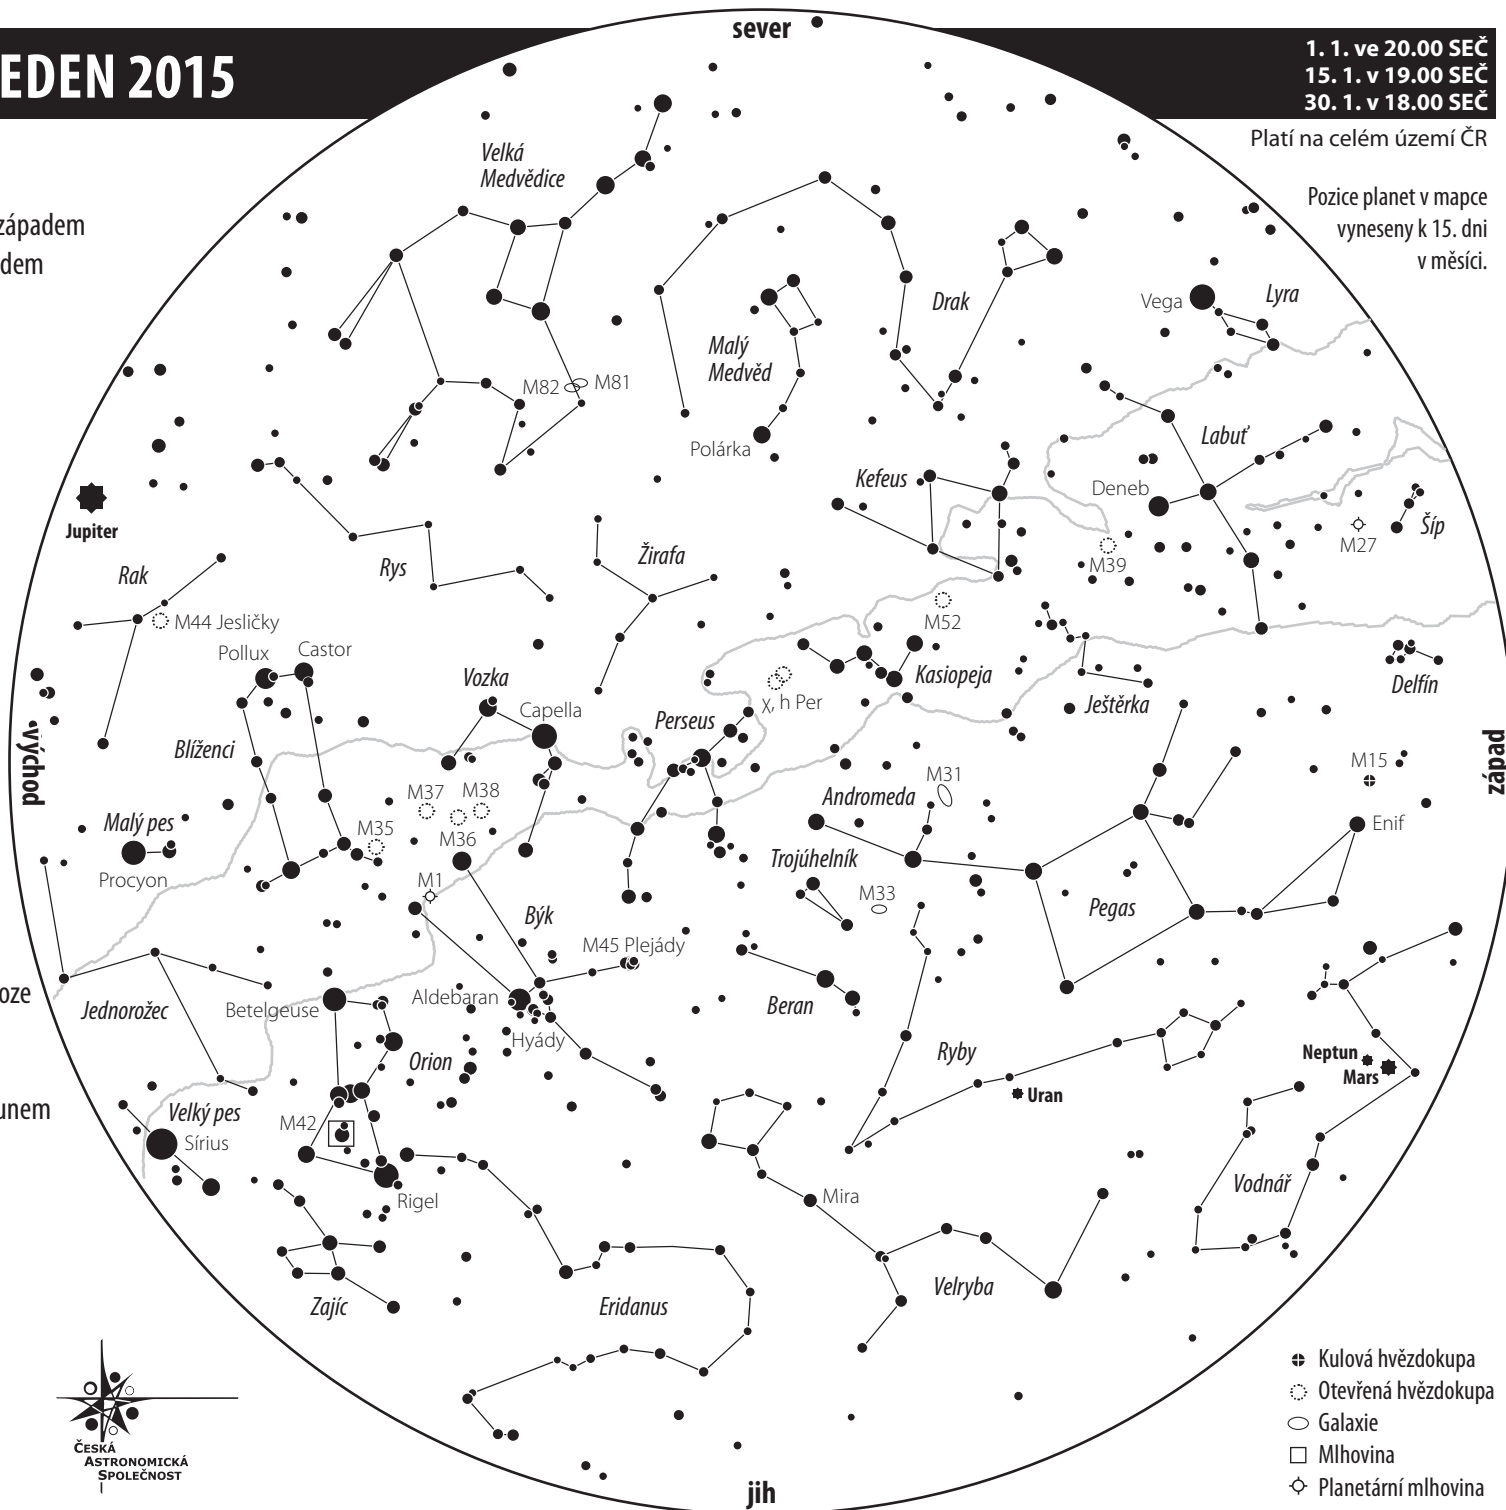 EDEN 2015
1. 1. ve 20.00 SEČ
15. 1. v 19.00 SEČ
30. 1. v 18.00 SEČ
Platí na celém území ČR
Pozice planet v mapce
vyneseny k 15. dni
v měsíci.
západem
dem
oze
unem
sever
Velká
Medvědice
Drak
Vega
Lyra
Malý
Medvěd
M82
M81
Labuť
Polárka
Kefeus
Deneb
Jupiter
M27
Šíp
Rak
Rys
Žirafa
M39
M44 Jesličky
M52
Pollux
Castor
Vozka
Kasiopeja
Delfín
Capella
Perseus
χ, h Per
Ještěrka
Blíženci
východ
západ
M15
M31
M37
M38
Andromeda
Malý pes
M35
M36
Enif
Trojúhelník
Procyon
M1
M33
Býk
Pegas
M45 Plejády
Jednorožec
Betelgeuse
Aldebaran
Beran
Hyády
Orion
Ryby
Neptun
Mars
Uran
Velký pes
M42
Sírius
Vodnář
Rigel
Mira
Velryba
Zajíc
Eridanus
jih
ČESKÁ
ASTRONOMICKÁ
SPOLEČNOST
Kulová hvězdokupa
Otevřená hvězdokupa
Galaxie
Mlhovina
Planetární mlhovina